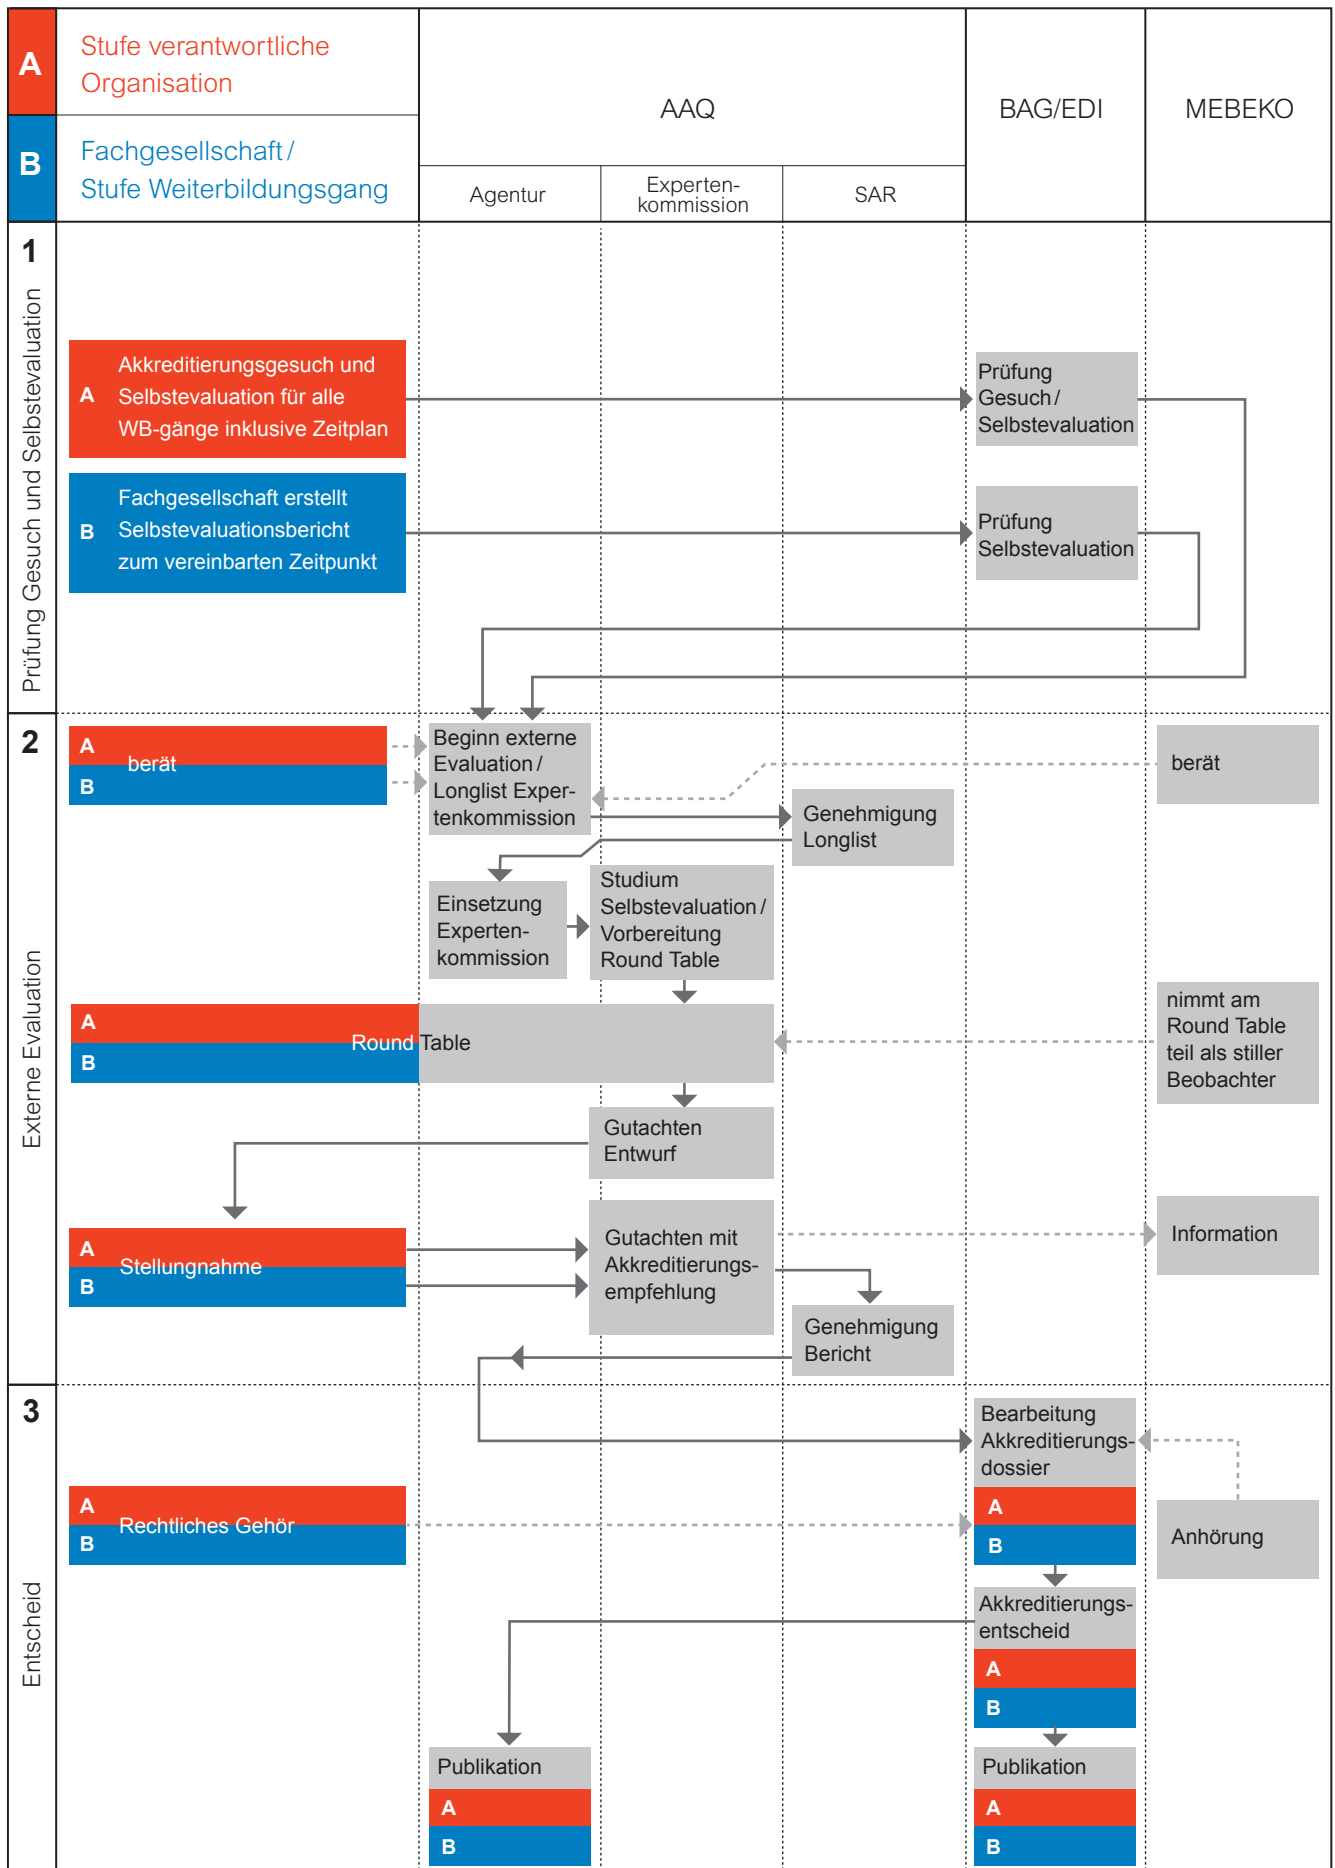 A
Stufe verantwortliche
Organisation
B
Fachgesellschaft /
Stufe Weiterbildungsgang
AAQ
BAG/EDI
MEBEKO
Agentur
Experten-
kommission
SAR
1
Prüfung Gesuch und Selbstevaluation
A
Akkreditierungsgesuch und
Selbstevaluation für alle
WB-gänge inklusive Zeitplan
Prüfung
Gesuch /
Selbstevaluation
B
Fachgesellschaft erstellt
Selbstevaluationsbericht
zum vereinbarten Zeitpunkt
Prüfung
Selbstevaluation
2
Externe Evaluation
A
berät
B
Beginn externe
Evaluation /
Longlist Exper-
tenkommission
berät
Genehmigung
Longlist
Einsetzung
Experten-
kommission
Studium
Selbstevaluation /
Vorbereitung
Round Table
A
Round Table
B
nimmt am
Round Table
teil als stiller
Beobachter
Gutachten
Entwurf
A
Stellungnahme
B
Gutachten mit
Akkreditierungs-
empfehlung
Information
Genehmigung
Bericht
3
Entscheid
Bearbeitung
Akkreditierungs-
dossier
A
B
A
Rechtliches Gehör
B
Anhörung
Akkreditierungs-
entscheid
A
B
Publikation
A
B
Publikation
A
B